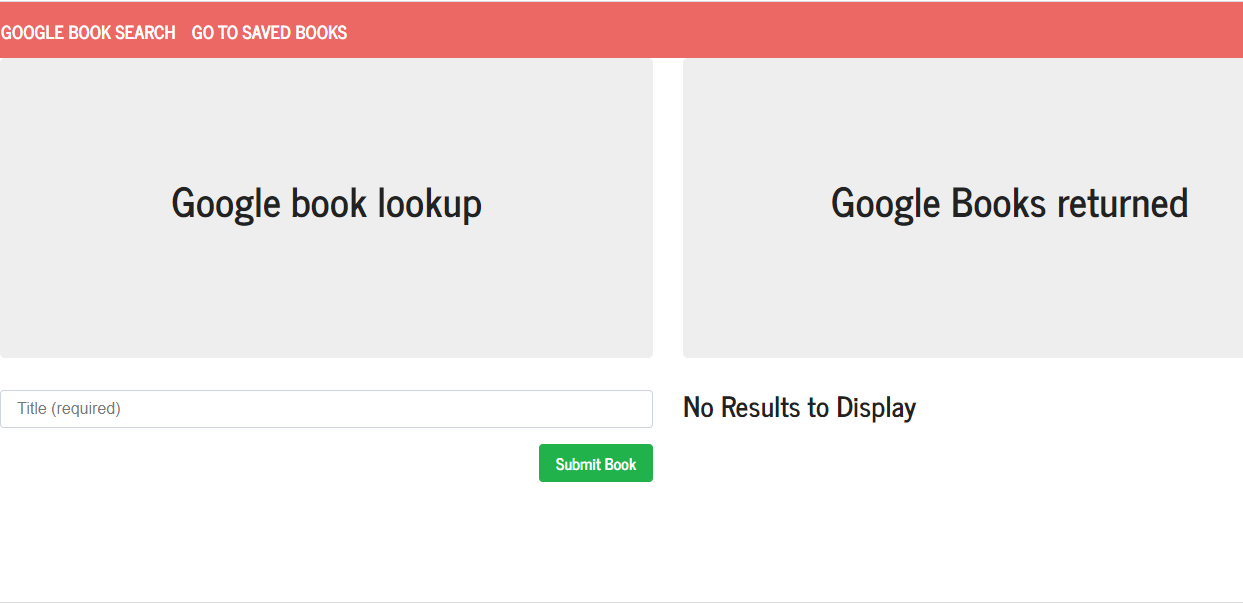 GOOGLE BOOK SEARCH GO TO SAVED BOOKS
Google book lookup
Google Books returned
Title (required)
No Results to Display
Submit Book